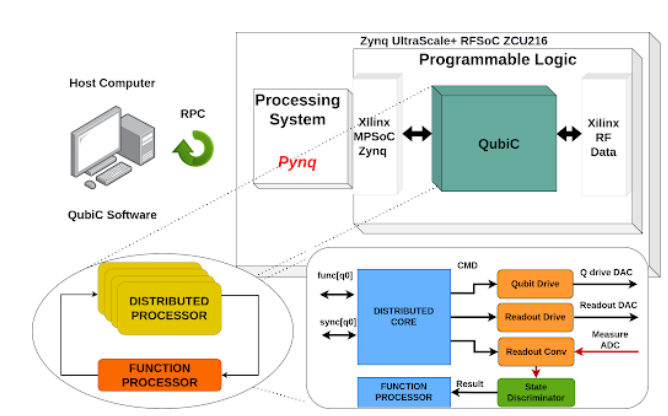 Zynq UltraScale+ RFSoC ZCU216
Programmable Logic
Host Computer
RPC
QubiC Software
Processing
System
Pynq
Xilinx
MPSoC
Zynq
QubiC
Xilinx
RF
Data
DISTRIBUTED
PROCESSOR
FUNCTION
PROCESSOR
func[q0]
sync[q0]
DISTRIBUTED
CORE
CMD
Qubit Drive
Q drive DAC
Readout Drive
Readout DAC
Readout Conv
Measure
ADC
FUNCTION
PROCESSOR
Result
State
Discriminator